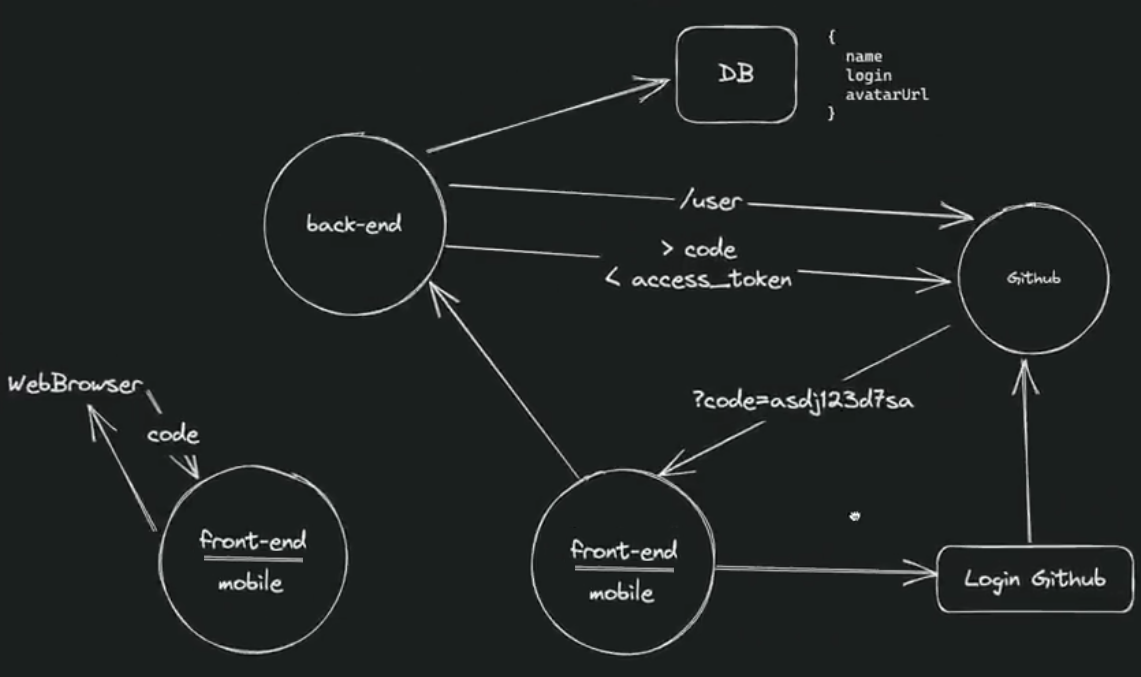 DB
{
name
login
avatarUrl
}
back-end
/user
> code
< access_token
Github
WebBrowser
code
?code=asdj123d7sa
front-end
mobile
front-end
mobile
Login Github